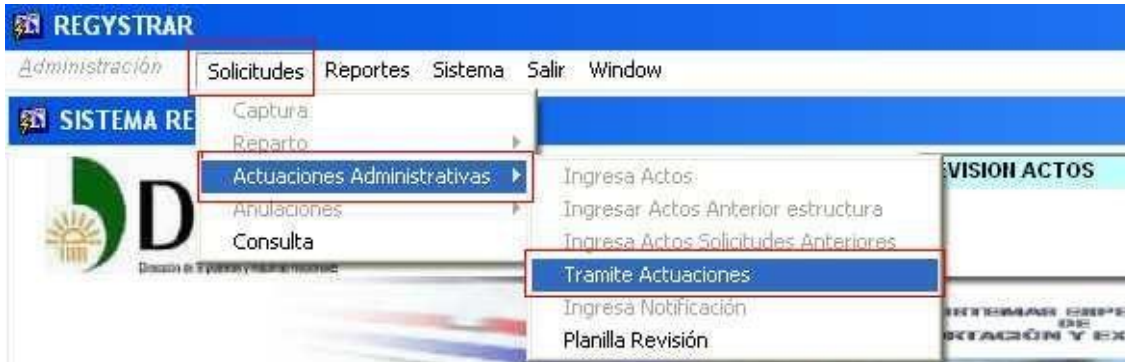 REGYSTRAR
Administración Solicitudes Reportes Sistema Salir Window
SISTEMA RE
Captura
Reparto
Actuaciones Administrativas
Anulaciones
Consulta
Ingresa Actos
Ingresar Actos Anterior estructura
Ingresa Actos Solicitudes Anteriores
Tramite Actuaciones
Ingresa Notificación
Planilla Revisión
VISION ACTOS
D
DE